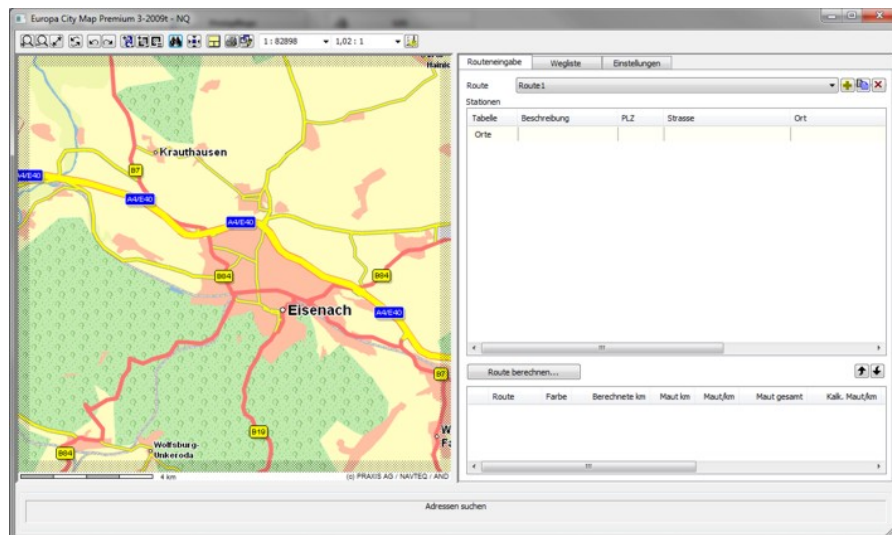 Europa City Map Premium 3-2009t - NQ
1 : 82898
1,02 : 1
Krauthausen
B7
A4/E40
A4/E40
A4/E40
B84
B84
Eisenach
A4/E40
B7
B19
B84
Wolfsburg-
Unkeroda
4 km
(c) PRAXIS AG / NAVTEQ / AND
Routeneingabe
Wegliste
Einstellungen
Route
Route1
Stationen
Tabelle
Beschreibung
PLZ
Strasse
Ort
Orte
Route berechnen...
Route
Farbe
Berechnete km
Maut km
Maut/km
Maut gesamt
Kalk. Maut/km
Adressen suchen